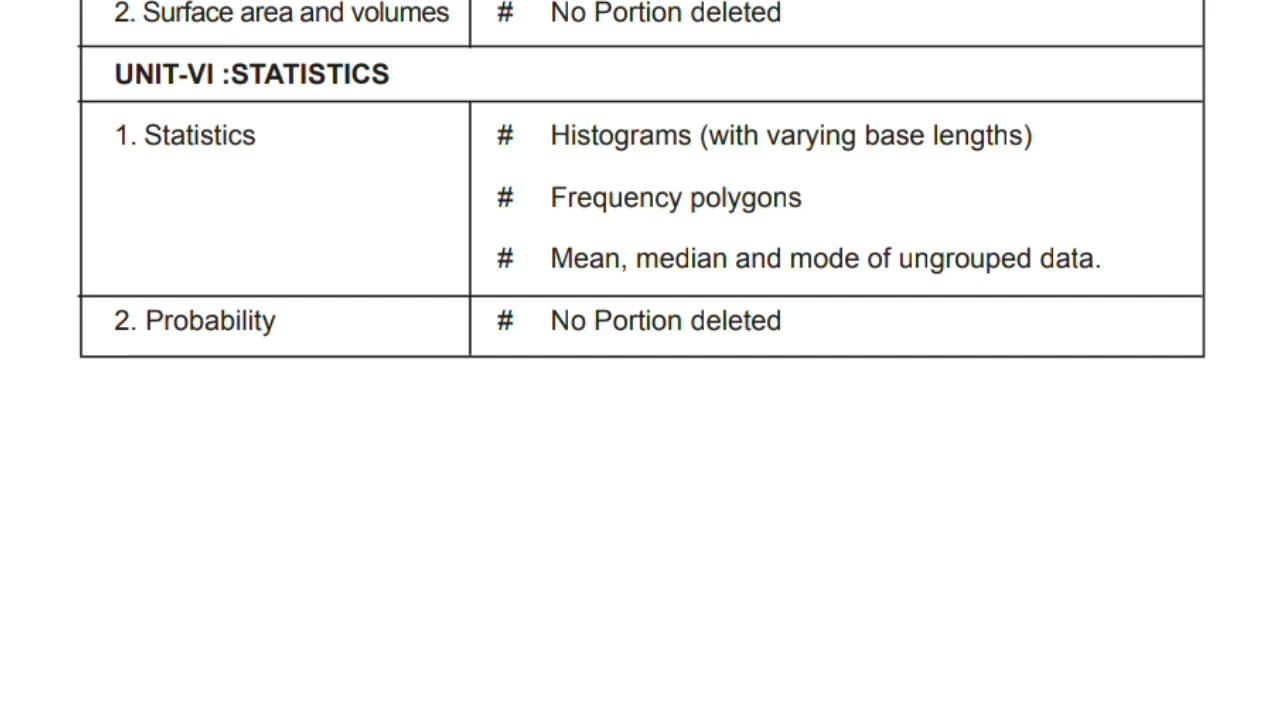 2. Surface area and volumes # No Portion deleted
UNIT-VI :STATISTICS
1. Statistics # Histograms (with varying base lengths)
# Frequency polygons
# Mean, median and mode of ungrouped data.
2. Probability # No Portion deleted